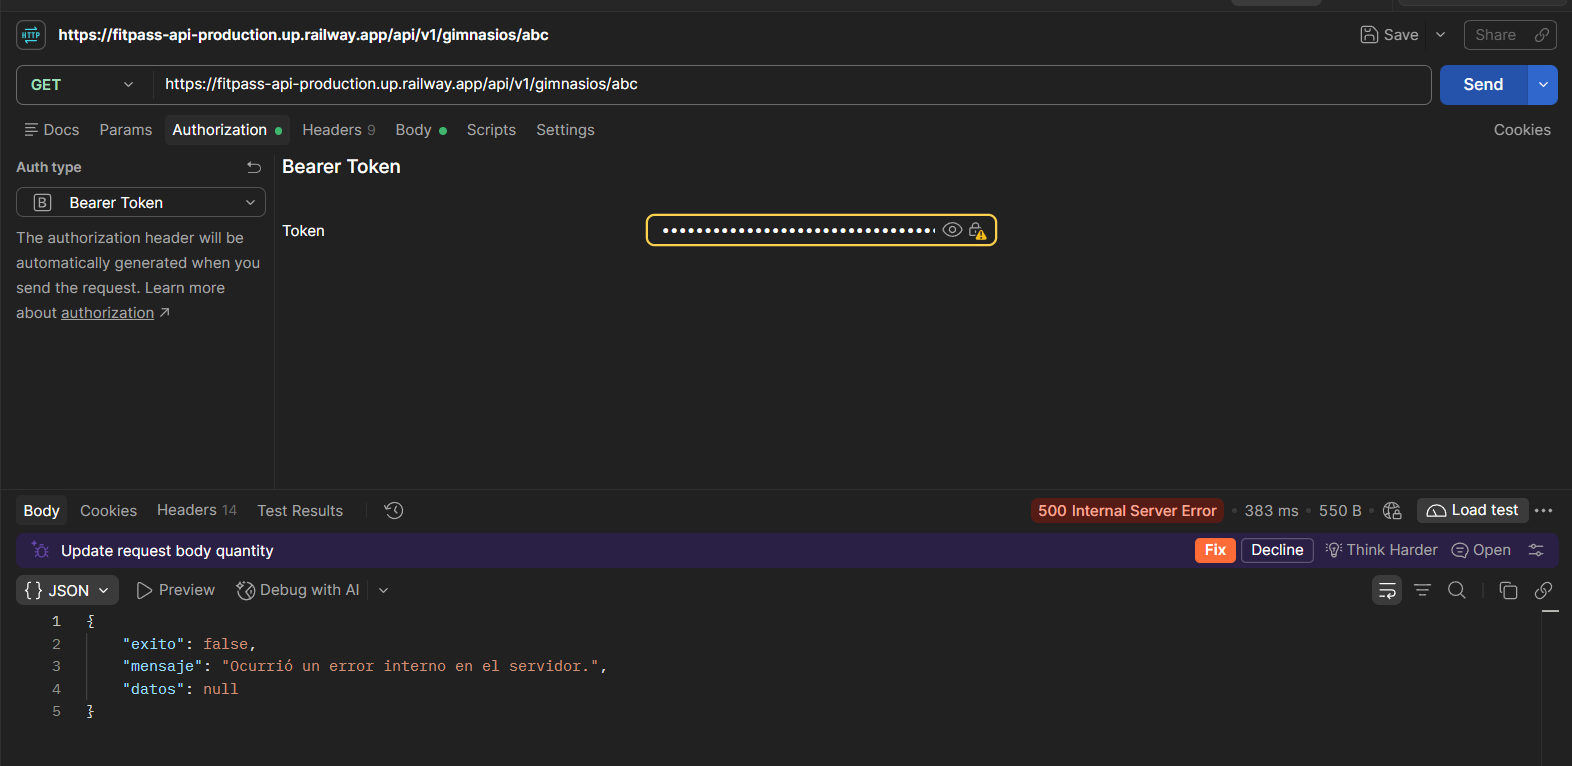 HTTP https://fitpass-api-production.up.railway.app/api/v1/gimnasios/abc Save Share
GET https://fitpass-api-production.up.railway.app/api/v1/gimnasios/abc Send
Docs Params Authorization Headers 9 Body Scripts Settings Cookies
Auth type
B Bearer Token
The authorization header will be
automatically generated when you
send the request. Learn more
about authorization
Bearer Token
Token
Body Cookies Headers 14 Test Results 500 Internal Server Error 383 ms 550 B Load test
Update request body quantity Fix Decline Think Harder Open
{} JSON Preview Debug with AI
1 {
2 "exito": false,
3 "mensaje": "Ocurrió un error interno en el servidor.",
4 "datos": null
5 }